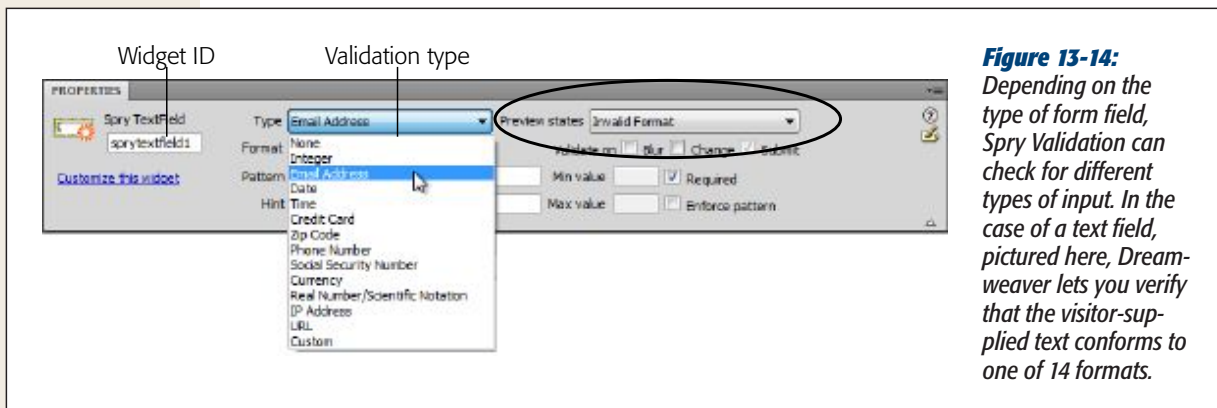 Widget ID
Validation type
PROPERTIES
Spry TextField
sprytextfield1
Customize this widget
Type Email Address
Preview states Invalid Format
Format
Validate on Blur Change Submit
Pattern
Min value
Required
Hint
Max value
Enforce pattern
None
Integer
Email Address
Date
Time
Credit Card
Zip Code
Phone Number
Social Security Number
Currency
Real Number/Scientific Notation
IP Address
URL
Custom
Figure 13-14:
Depending on the
type of form field,
Spry Validation can
check for different
types of input. In the
case of a text field,
pictured here, Dream-
weaver lets you verify
that the visitor-sup-
plied text conforms to
one of 14 formats.